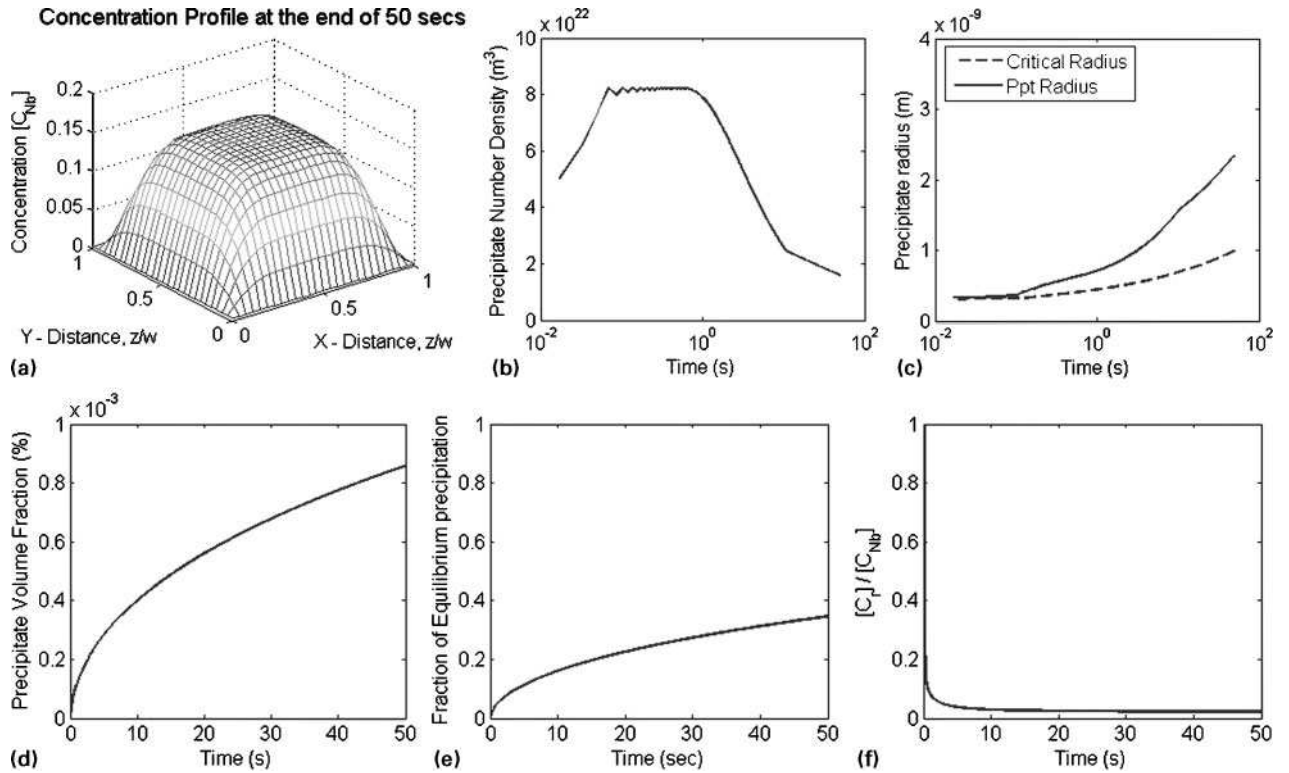 Concentration Profile at the end of 50 secs
Concentration [C_Nb]
0.2
0.15
0.1
0.05
0
1
0.5
0
0
0.5
1
Y - Distance, z/w
X - Distance, z/w
(a)
x 10^22
Precipitate Number Density (m^3)
10
8
6
4
2
0
10^-2
10^0
10^2
Time (s)
(b)
x 10^-9
Precipitate radius (m)
4
3
2
1
0
Critical Radius
Ppt Radius
10^-2
10^0
10^2
Time (s)
(c)
x 10^-3
Precipitate Volume Fraction (%)
1
0.8
0.6
0.4
0.2
0
0
10
20
30
40
50
Time (s)
(d)
Fraction of Equilibrium precipitation
1
0.8
0.6
0.4
0.2
0
0
10
20
30
40
50
Time (sec)
(e)
[C_r] / [C_Nb]
1
0.8
0.6
0.4
0.2
0
0
10
20
30
40
50
Time (s)
(f)